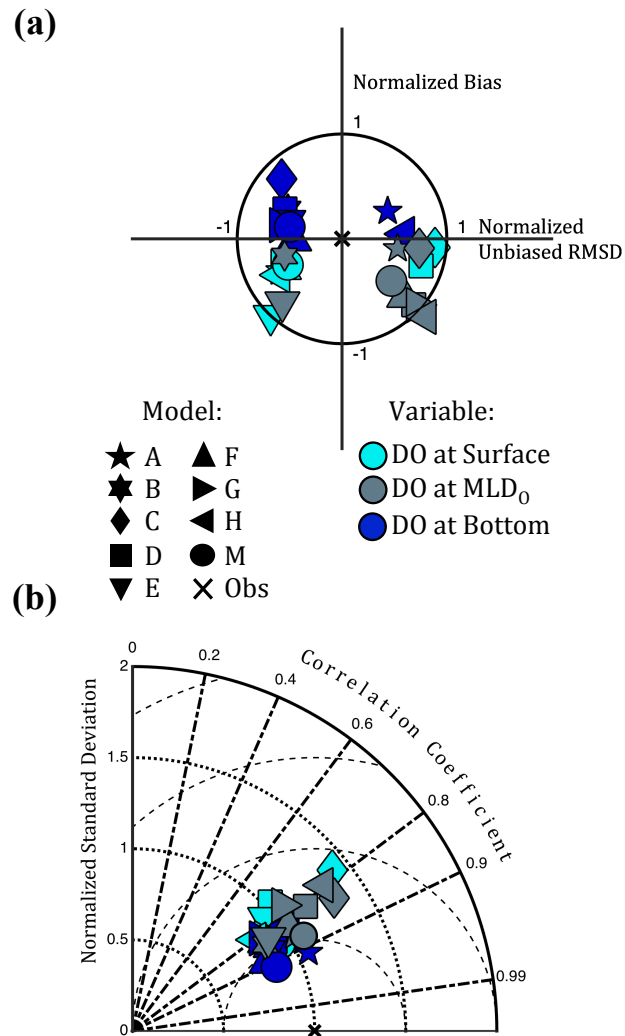 (a)
Normalized Bias
1
-1
1
Normalized
Unbiased RMSD
-1
Model:
A
F
B
G
C
H
D
M
E
Obs
Variable:
DO at Surface
DO at MLD₀
DO at Bottom
(b)
Correlation Coefficient
Normalized Standard Deviation
0
0.2
0.4
0.6
0.8
0.9
0.99
2
1.5
1
0.5
0